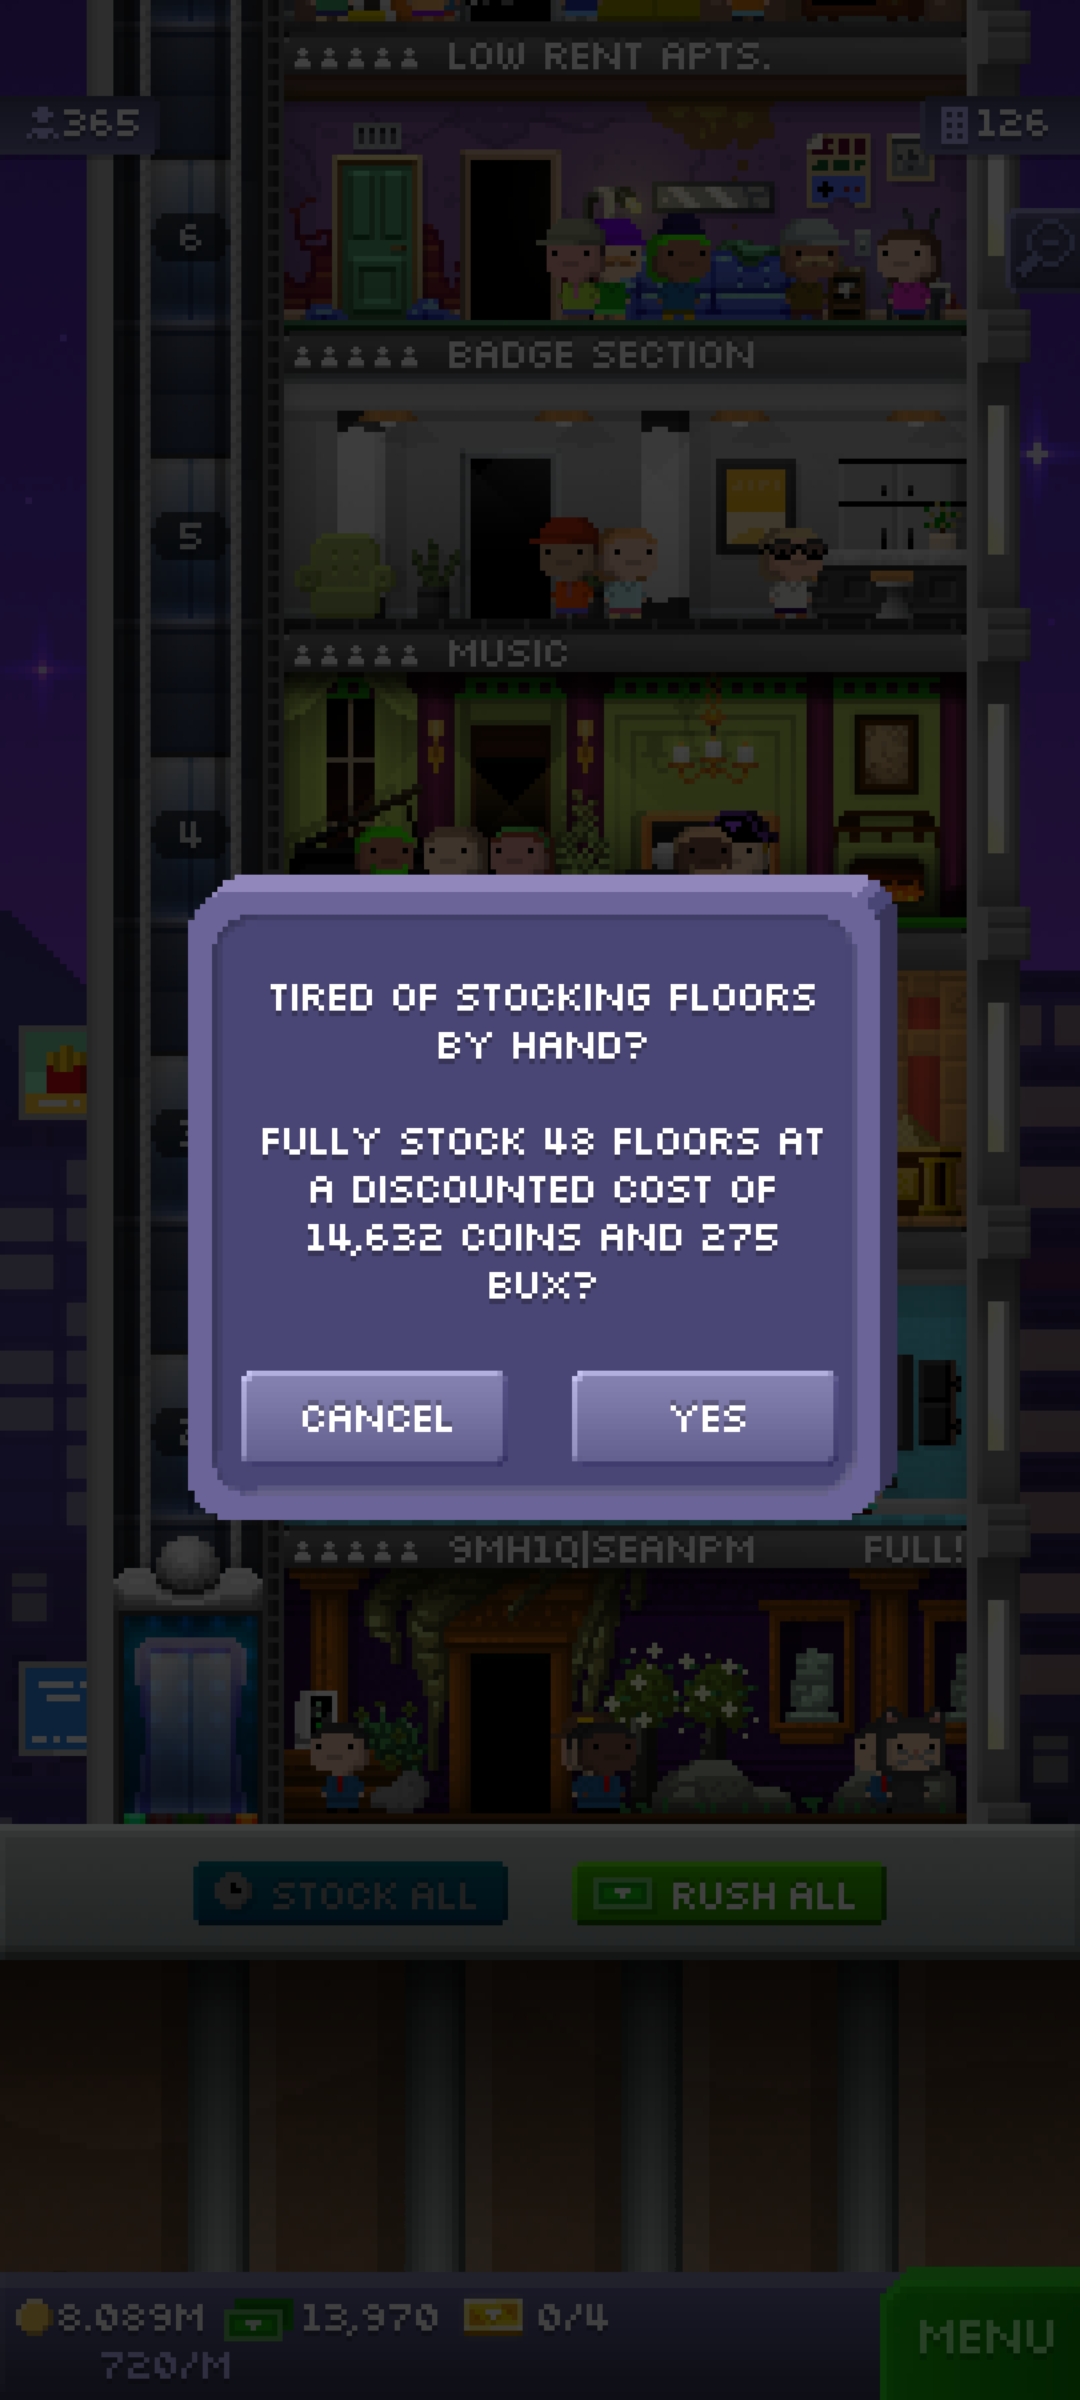 LOW RENT APTS.
365
126
6
BADGE SECTION
5
MUSIC
4
TIRED OF STOCKING FLOORS
BY HAND?
FULLY STOCK 48 FLOORS AT
A DISCOUNTED COST OF
14,632 COINS AND 275
BUX?
CANCEL
YES
9MH1Q|SEANPM
FULL!
STOCK ALL
RUSH ALL
8.089M
13,970
0/4
720/M
MENU